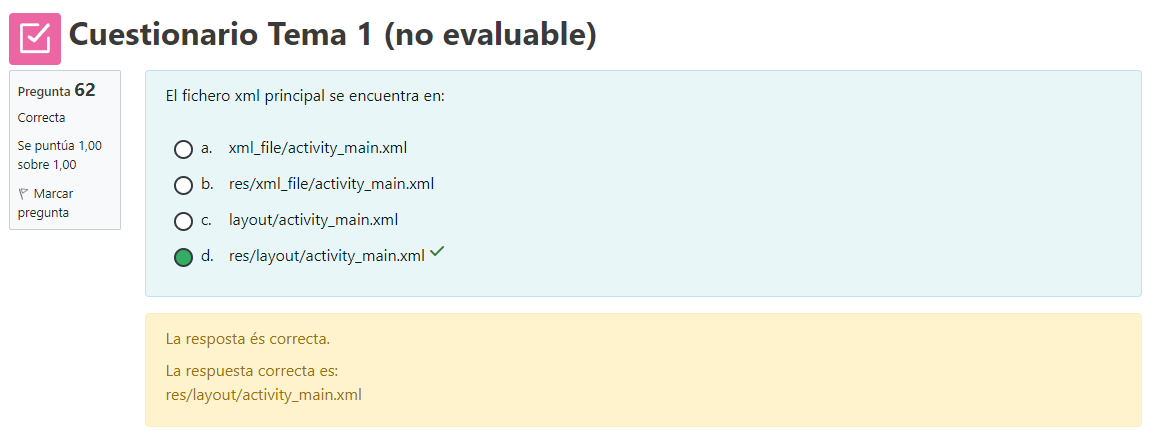 Cuestionario Tema 1 (no evaluable)
Pregunta 62
Correcta
Se puntúa 1,00
sobre 1,00
Marcar
pregunta
El fichero xml principal se encuentra en:
a. xml_file/activity_main.xml
b. res/xml_file/activity_main.xml
c. layout/activity_main.xml
d. res/layout/activity_main.xml
La resposta és correcta.
La respuesta correcta es:
res/layout/activity_main.xml